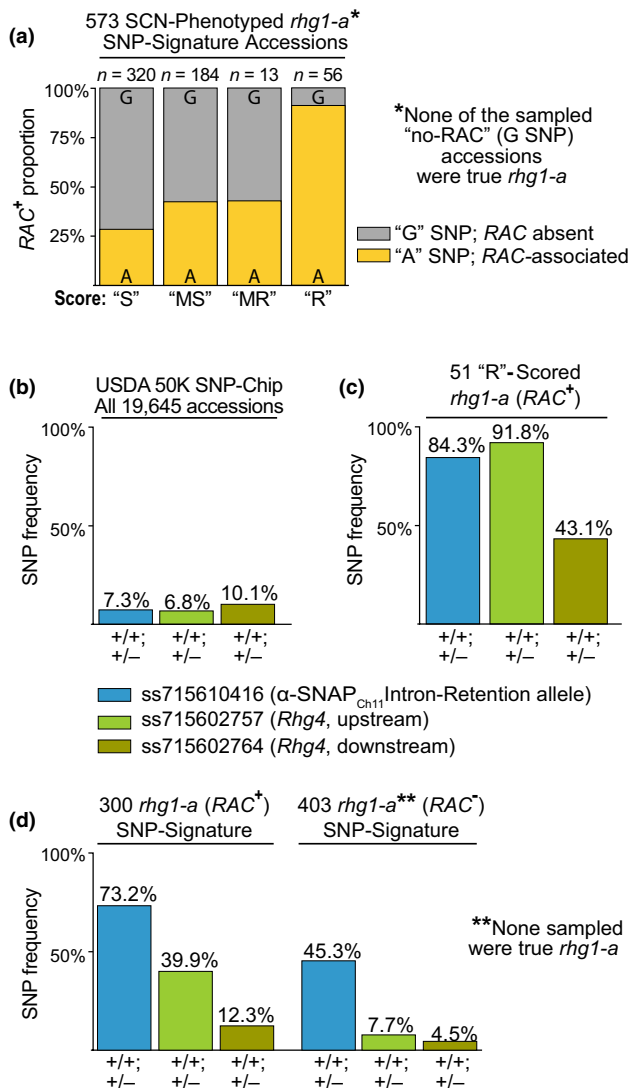 (a)
573 SCN-Phenotyped rhg1-a*
SNP-Signature Accessions
n = 320 n = 184 n = 13 n = 56
100%
75%
50%
25%
RAC+ proportion
G G G G
A A A A
Score: "S" "MS" "MR" "R"
*None of the sampled
"no-RAC" (G SNP)
accessions
were true rhg1-a
"G" SNP; RAC absent
"A" SNP; RAC-associated
(b)
USDA 50K SNP-Chip
All 19,645 accessions
100%
50%
SNP frequency
7.3% 6.8% 10.1%
+/+; +/+; +/+;
+/– +/– +/–
(c)
51 "R"-Scored
rhg1-a (RAC+)
100%
50%
SNP frequency
84.3% 91.8% 43.1%
+/+; +/+; +/+;
+/– +/– +/–
ss715610416 (α-SNAPCh11Intron-Retention allele)
ss715602757 (Rhg4, upstream)
ss715602764 (Rhg4, downstream)
(d)
300 rhg1-a (RAC+)
SNP-Signature
403 rhg1-a** (RAC-)
SNP-Signature
100%
50%
SNP frequency
73.2% 39.9% 12.3% 45.3% 7.7% 4.5%
+/+; +/+; +/+; +/+; +/+; +/+;
+/– +/– +/– +/– +/– +/–
**None sampled
were true rhg1-a